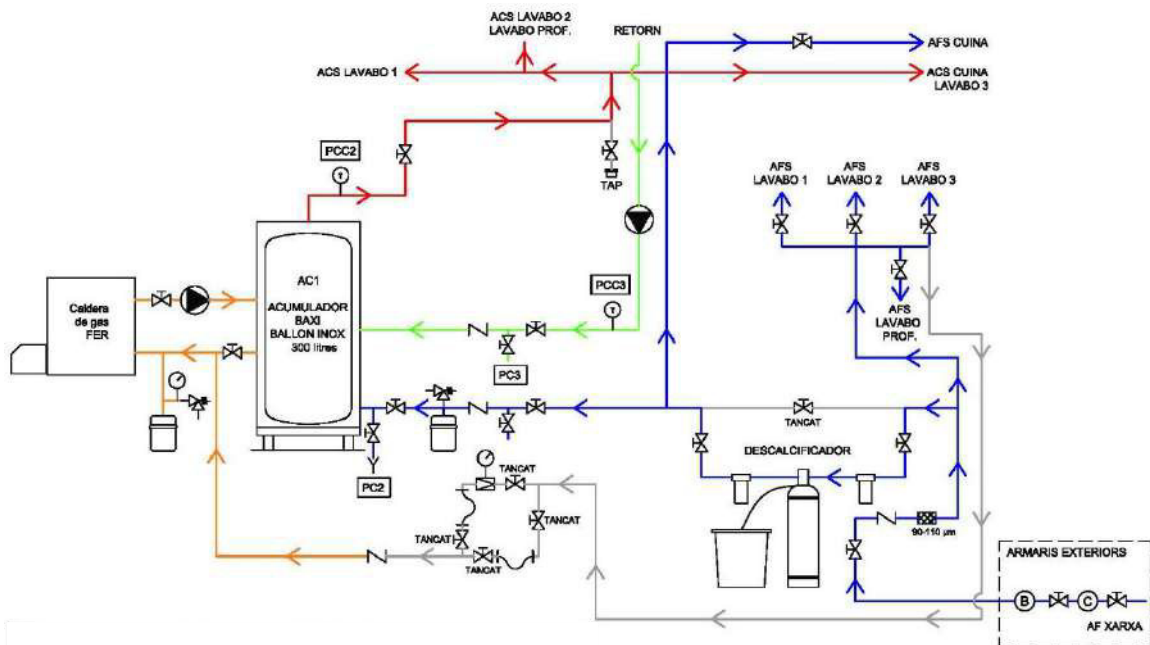 ACS LAVABO 2
LAVABO PROF.
RETORN
AFS CUINA
ACS LAVABO 1
ACS CUINA
LAVABO 3
PCC2
T
TAP
AFS
LAVABO 1
AFS
LAVABO 2
AFS
LAVABO 3
AC1
ACUMULADOR
BAXI
BALLON INOX
300 litres
Caldera
de gas
FER
PCC3
T
AFS
LAVABO
PROF.
PC3
TANCAT
DESCALCIFICADOR
PC2
TANCAT
TANCAT
TANCAT
TANCAT
90-110 µm
ARMARIS EXTERIORS
B
C
AF XARXA